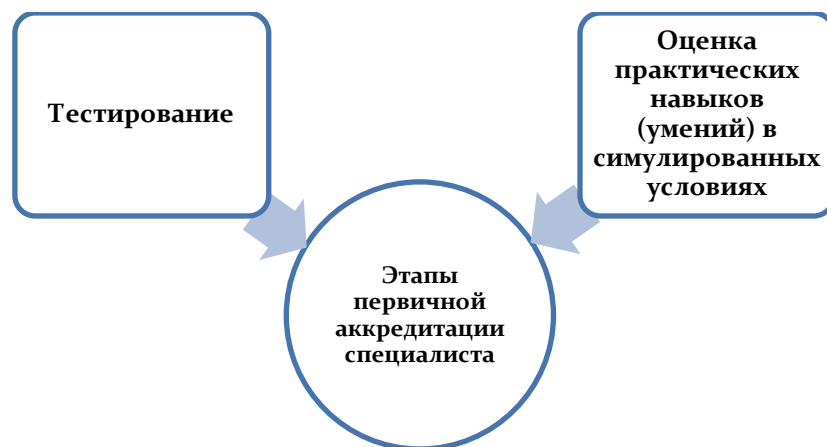 Тестирование
Оценка
практических
навыков
(умений) в
симулированных
условиях
Этапы
первичной
аккредитации
специалиста